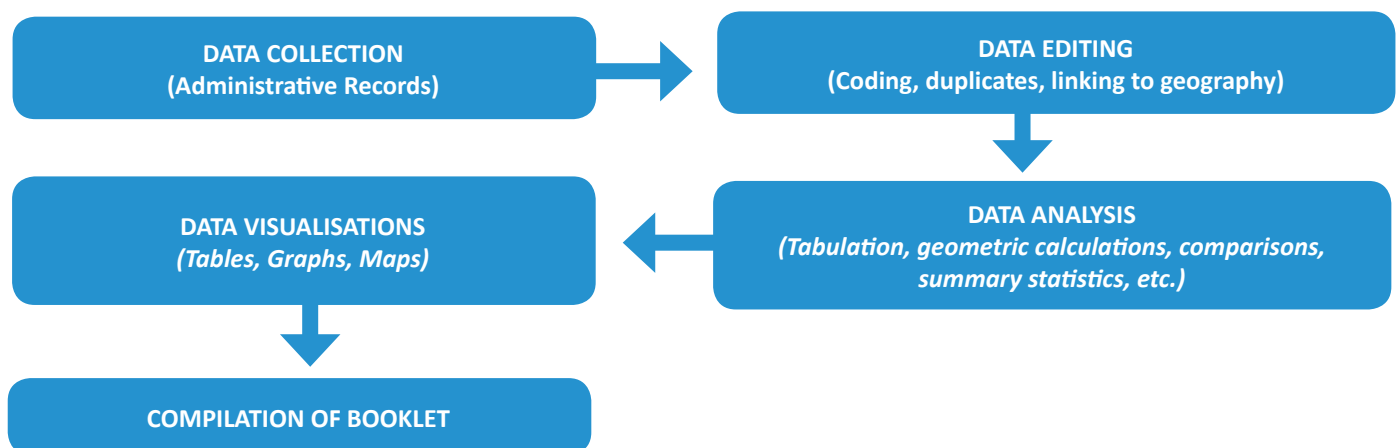 DATA COLLECTION
(Administrative Records)
DATA EDITING
(Coding, duplicates, linking to geography)
DATA ANALYSIS
(Tabulation, geometric calculations, comparisons,
summary statistics, etc.)
DATA VISUALISATIONS
(Tables, Graphs, Maps)
COMPILATION OF BOOKLET